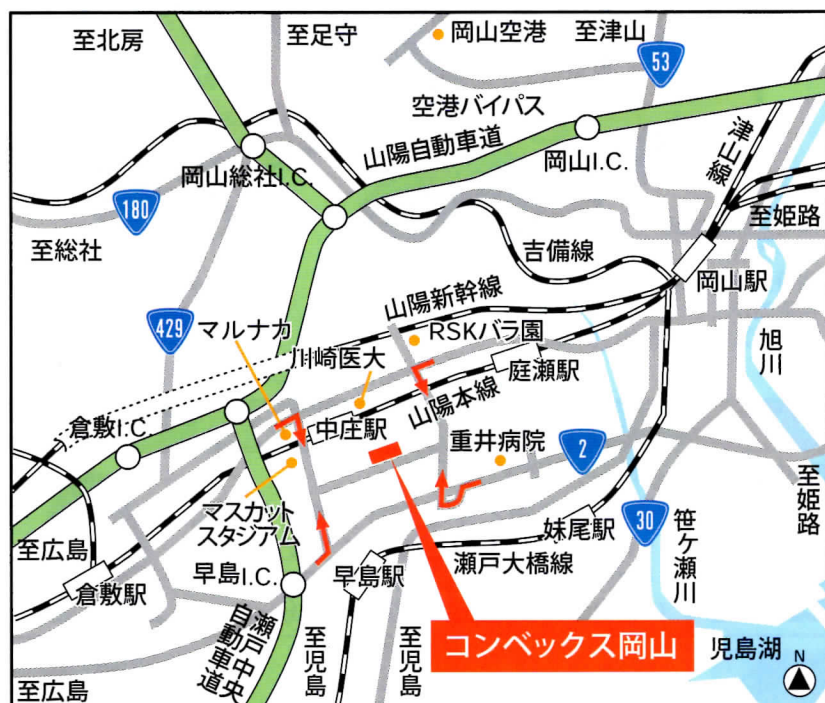 至北房
至足守
岡山空港
至津山
53
空港バイパス
津山線
山陽自動車道
岡山I.C.
岡山総社I.C.
180
至総社
吉備線
至姫路
岡山駅
山陽新幹線
429
マルナカ
RSKバラ園
川崎医大
庭瀬駅
旭川
山陽本線
倉敷I.C.
中庄駅
重井病院
2
マスカット
スタジアム
至姫路
至広島
妹尾駅
30
笹ヶ瀬川
倉敷駅
早島I.C.
早島駅
瀬戸大橋線
瀬戸中央
自動車道
至児島
至児島
コンベックス岡山
児島湖
N
至広島